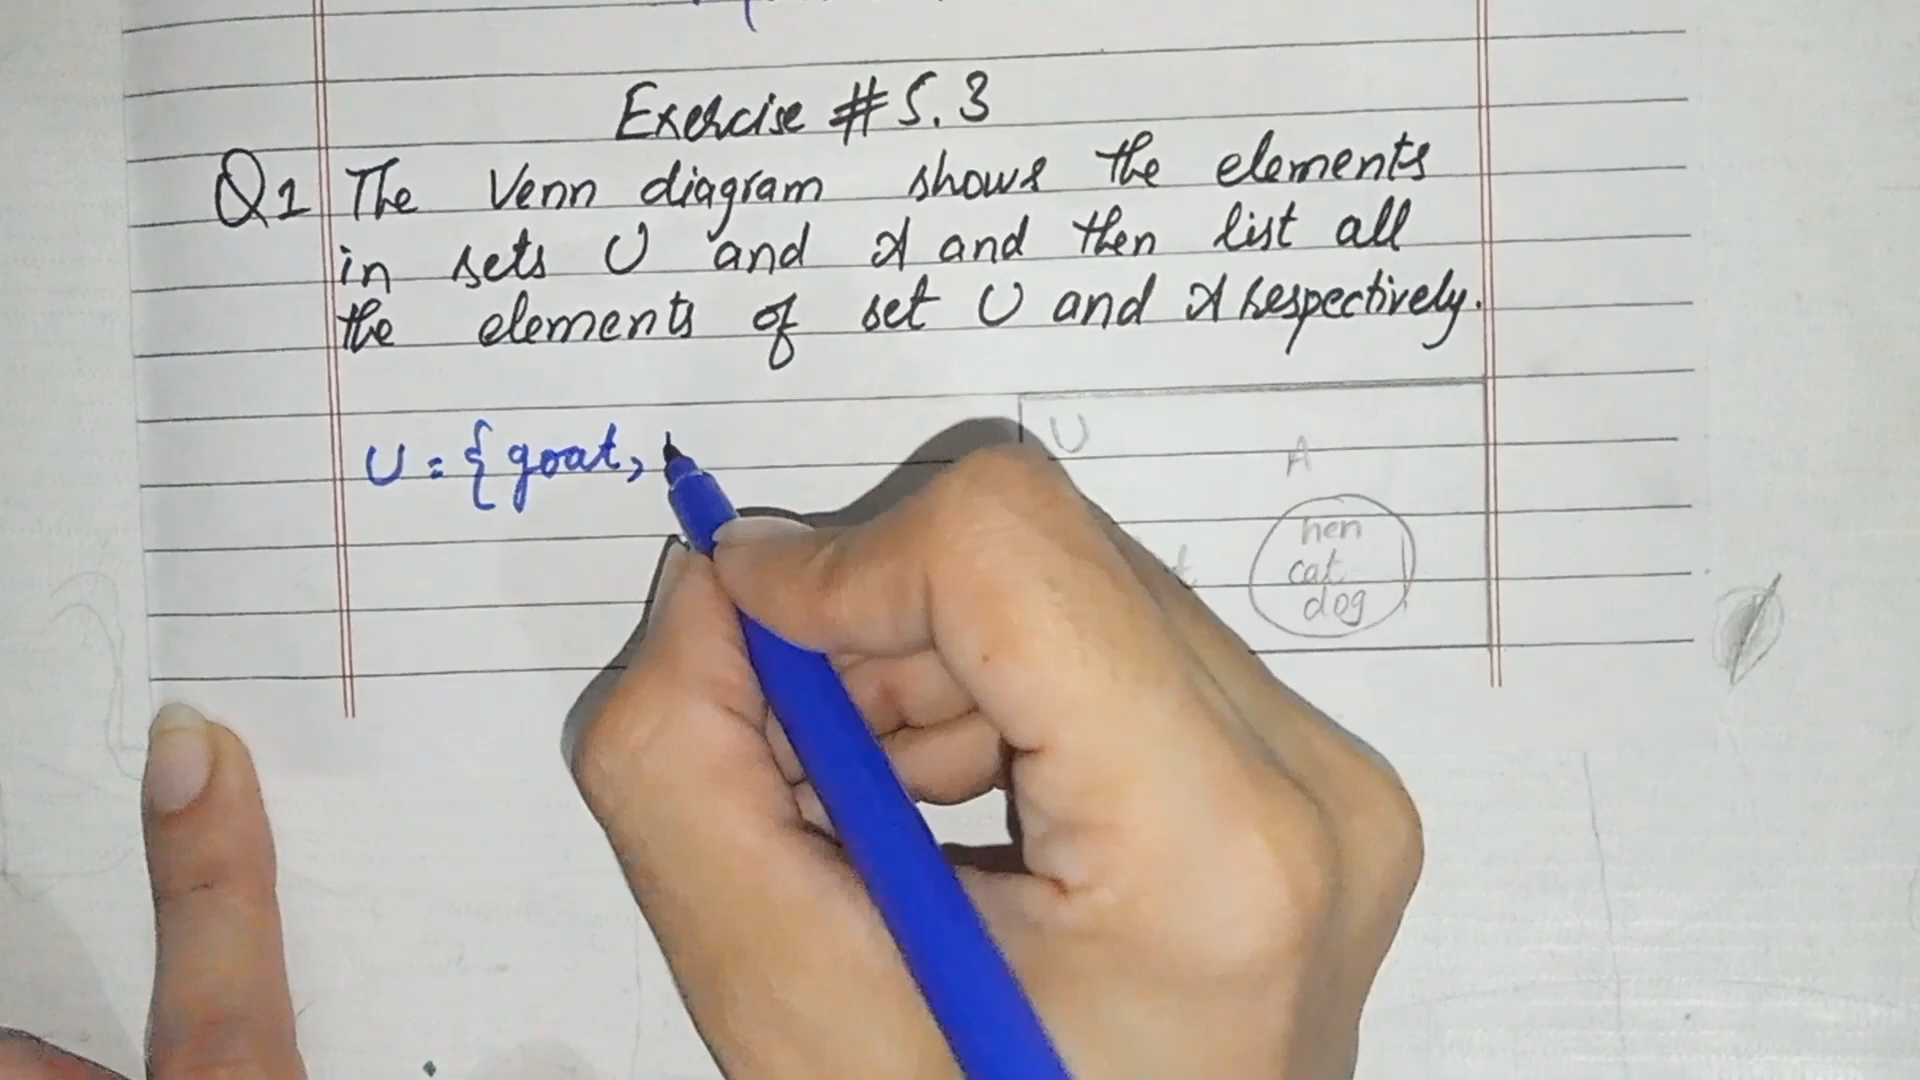 Exercise # 5.3
Q1 The Venn diagram shows the elements
in sets U and A and then list all
the elements of set U and A respectively.
U = { goat,
U
A
hen
cat
dog